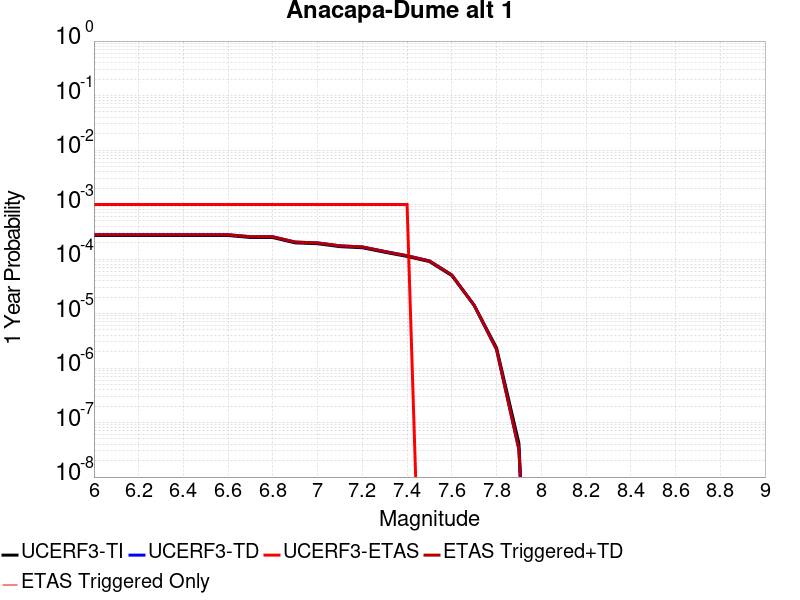 Anacapa-Dume alt 1
10^0
10^-1
10^-2
10^-3
10^-4
10^-5
10^-6
10^-7
10^-8
1 Year Probability
6 6.2 6.4 6.6 6.8 7 7.2 7.4 7.6 7.8 8 8.2 8.4 8.6 8.8 9
Magnitude
UCERF3-TI UCERF3-TD UCERF3-ETAS ETAS Triggered+TD
ETAS Triggered Only